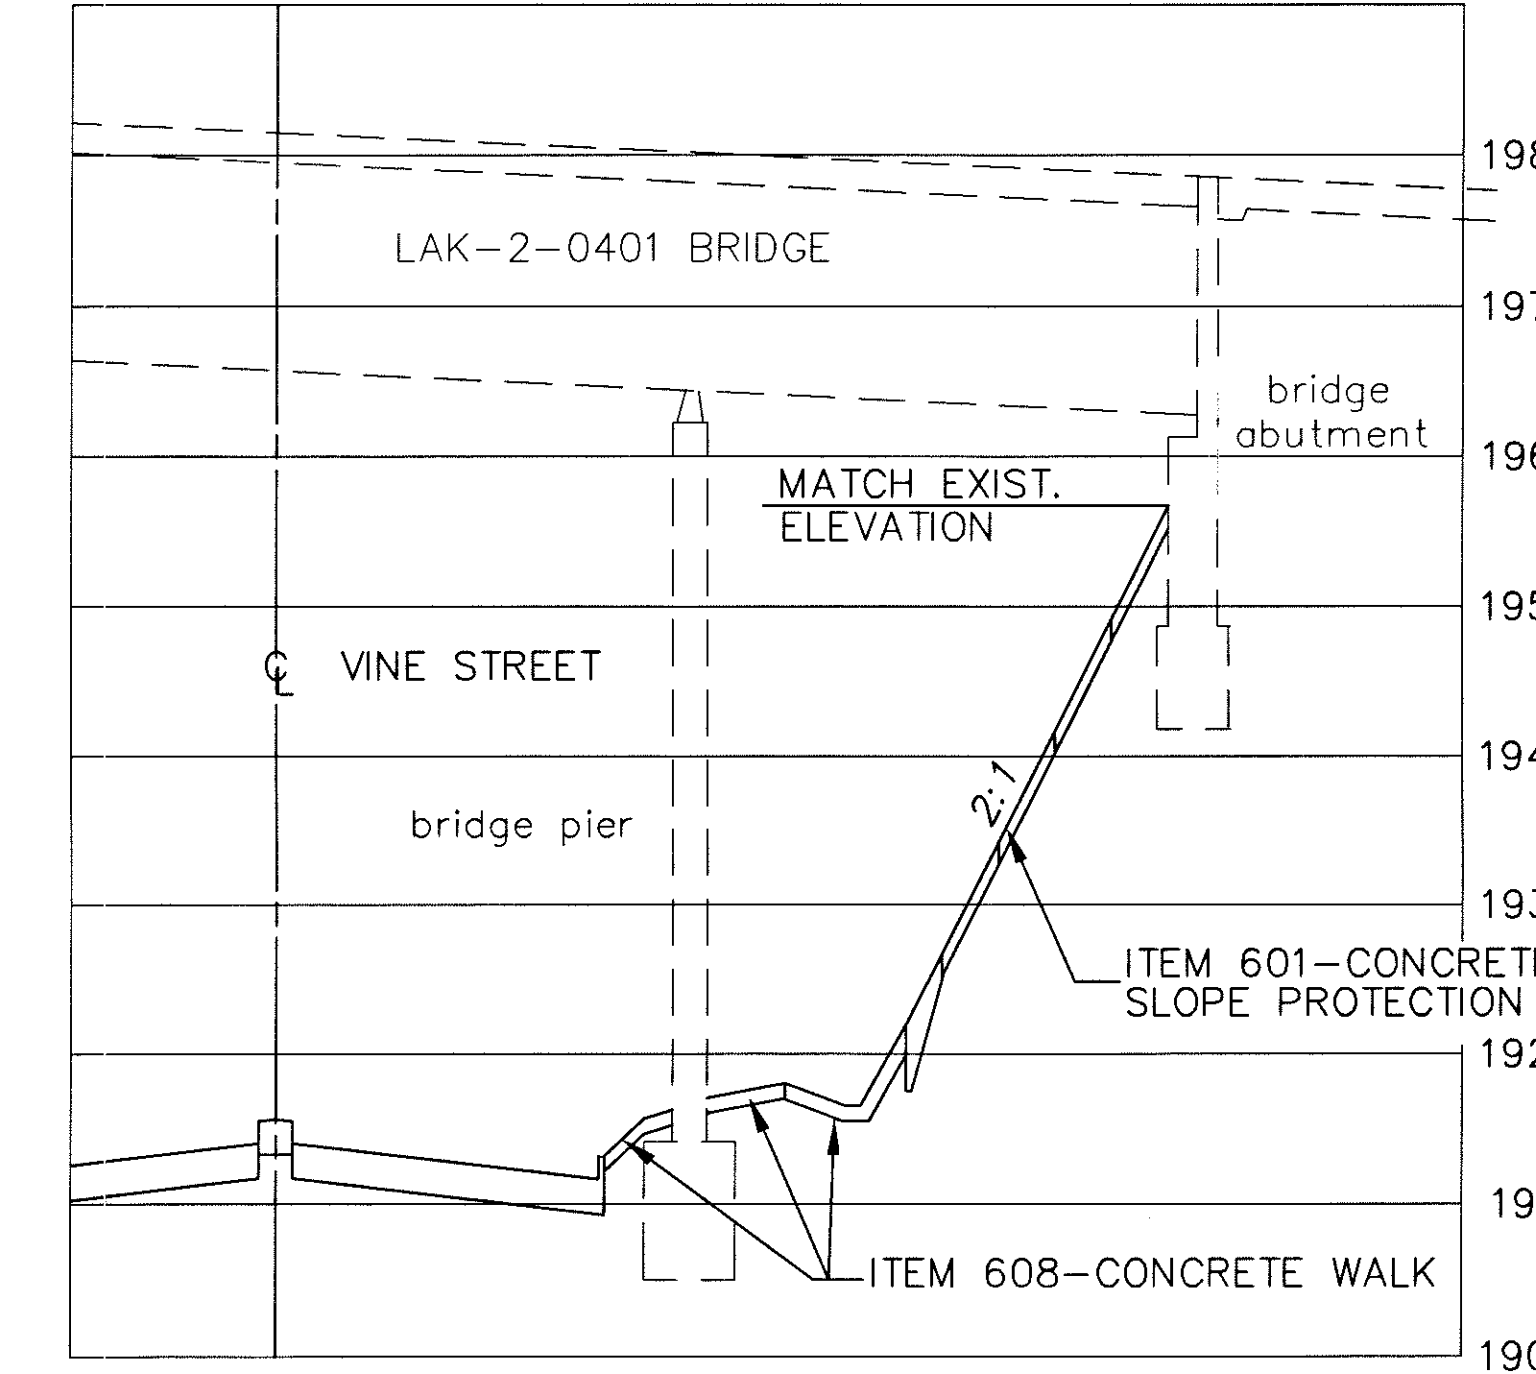 198
LAK-2-0401 BRIDGE
197
bridge
abutment
196
MATCH EXIST.
ELEVATION
195
℄ VINE STREET
194
2:1
bridge pier
193
ITEM 601-CONCRETE
SLOPE PROTECTION
192
19
ITEM 608-CONCRETE WALK
190